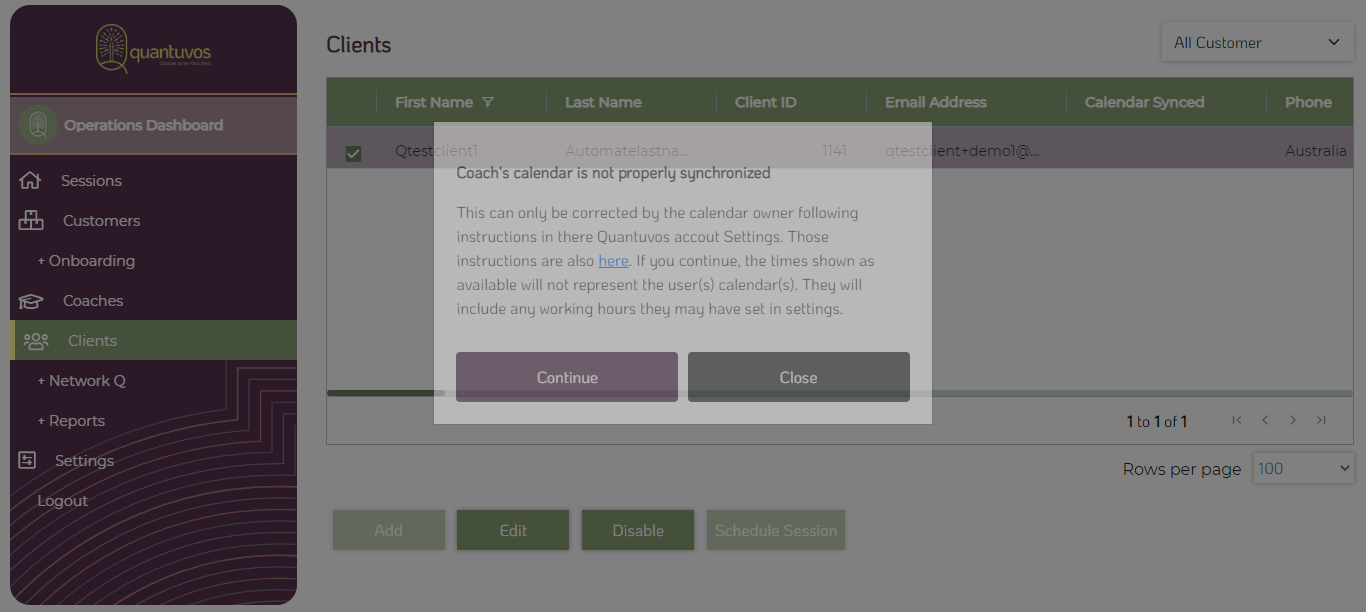 quantuvos
Choose to be Your Best
Operations Dashboard
Sessions
Customers
+ Onboarding
Coaches
Clients
+ Network Q
+ Reports
Settings
Logout
Clients
All Customer
First Name Last Name Client ID Email Address Calendar Synced Phone
Qtestclient1 Automatelastna... 1141 qtestclient+demo1@... Australia
Coach's calendar is not properly synchronized
This can only be corrected by the calendar owner following
instructions in there Quantuvos accout Settings. Those
instructions are also here. If you continue, the times shown as
available will not represent the user(s) calendar(s). They will
include any working hours they may have set in settings.
Continue Close
1 to 1 of 1
Rows per page 100
Add Edit Disable Schedule Session